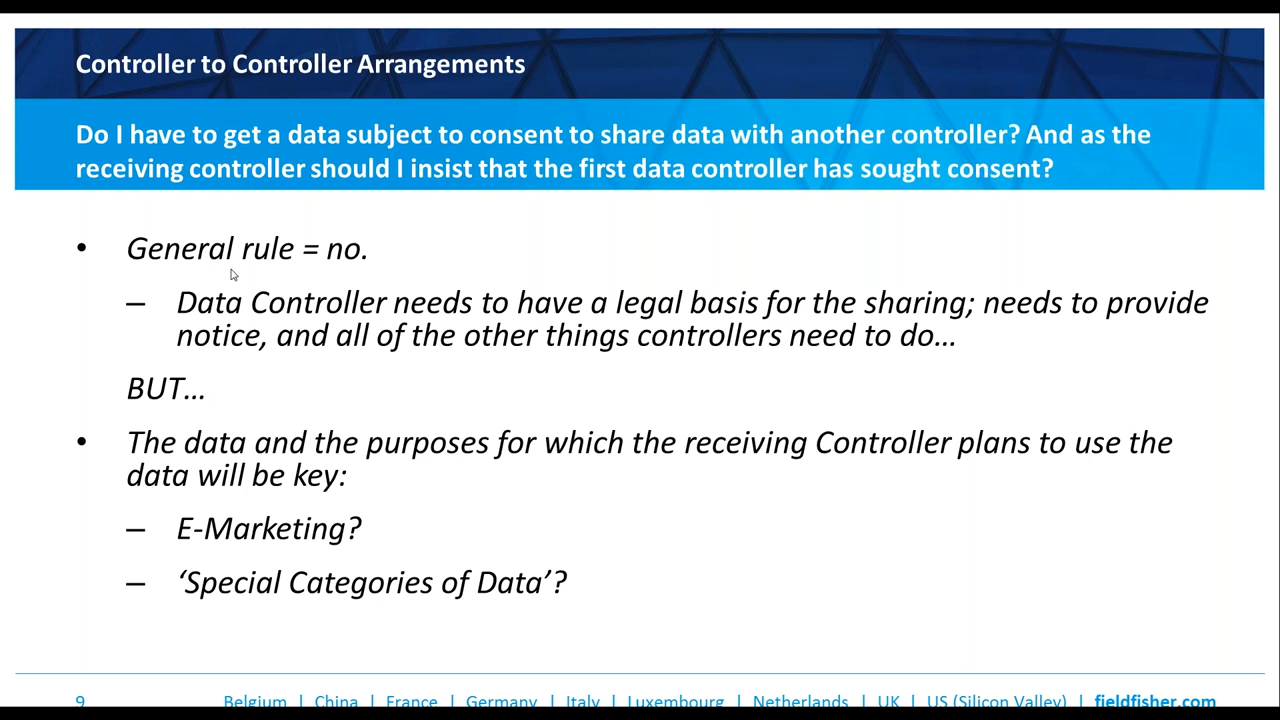 Controller to Controller Arrangements
Do I have to get a data subject to consent to share data with another controller? And as the
receiving controller should I insist that the first data controller has sought consent?
• General rule = no.
– Data Controller needs to have a legal basis for the sharing; needs to provide
notice, and all of the other things controllers need to do…
BUT…
• The data and the purposes for which the receiving Controller plans to use the
data will be key:
– E-Marketing?
– ‘Special Categories of Data’?
9 Belgium | China | France | Germany | Italy | Luxembourg | Netherlands | UK | US (Silicon Valley) | fieldfisher.com